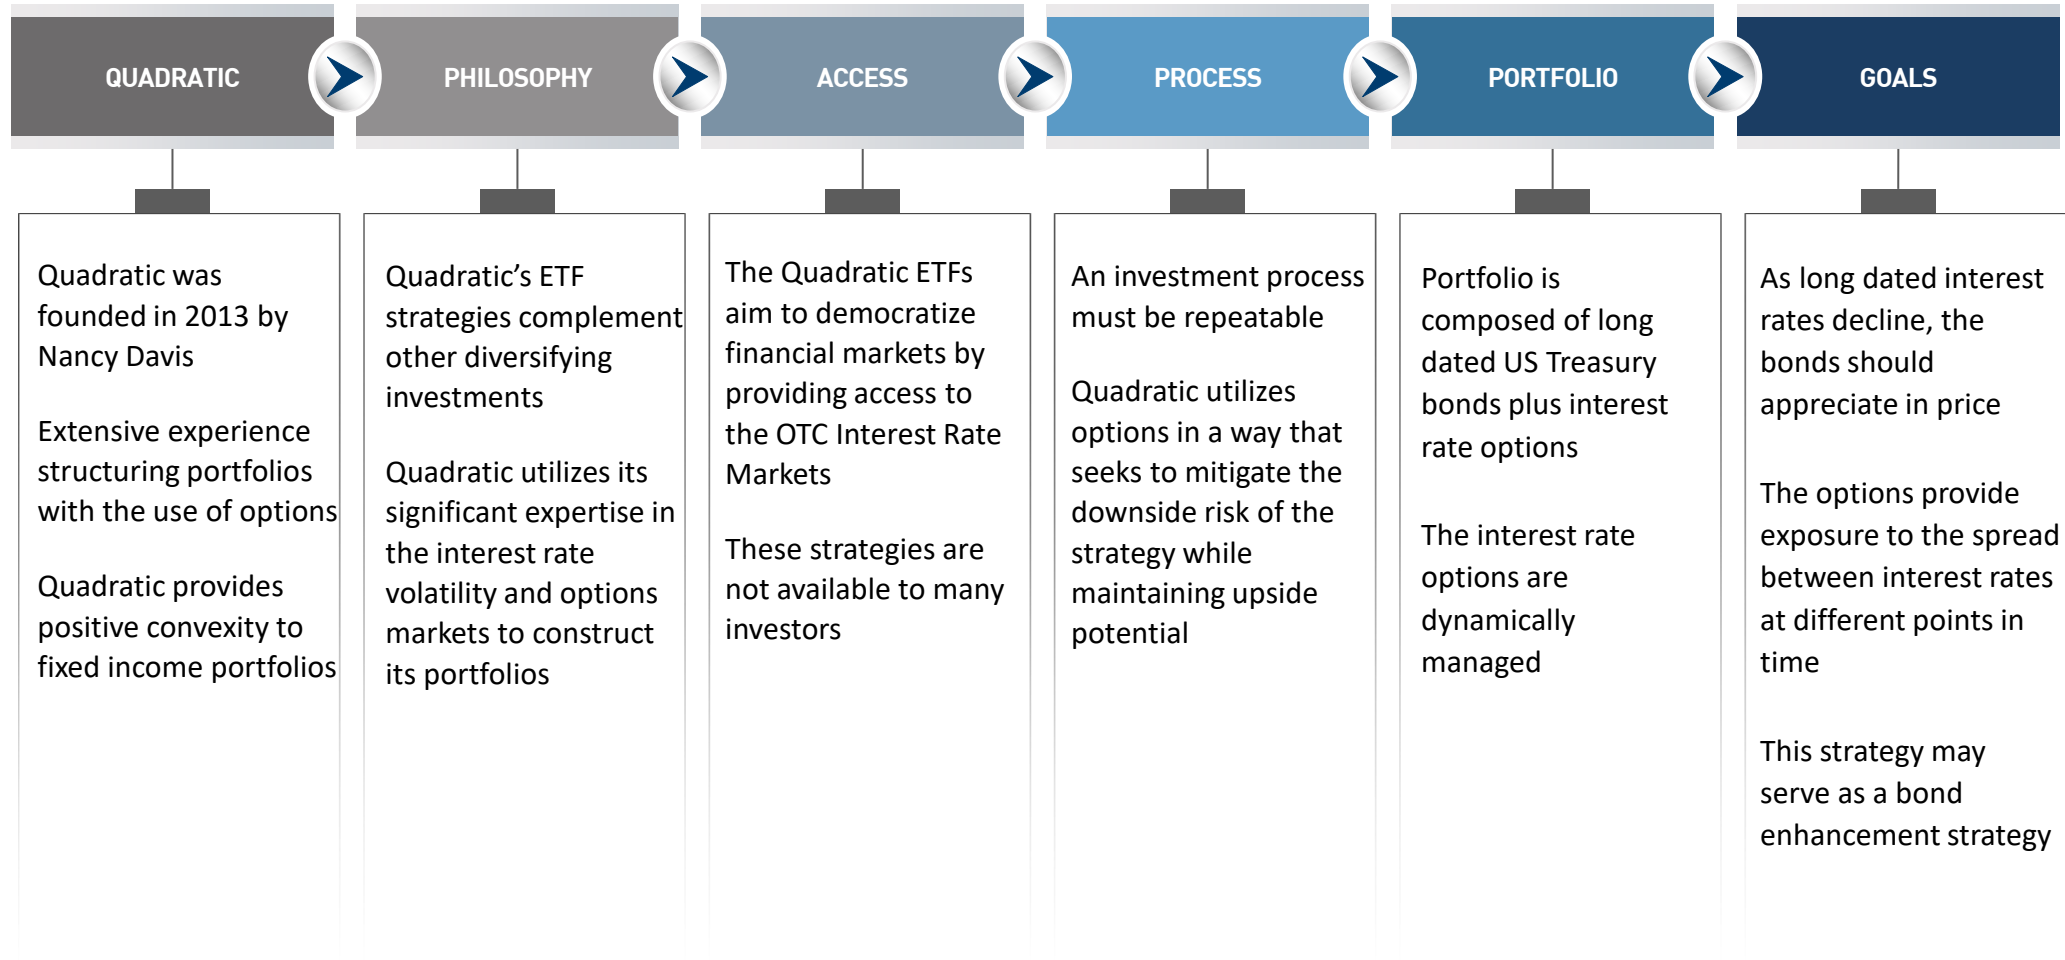 QUADRATIC
PHILOSOPHY
ACCESS
PROCESS
PORTFOLIO
GOALS
Quadratic was
founded in 2013 by
Nancy Davis
Extensive experience
structuring portfolios
with the use of options
Quadratic provides
positive convexity to
fixed income portfolios
Quadratic’s ETF
strategies complement
other diversifying
investments
Quadratic utilizes its
significant expertise in
the interest rate
volatility and options
markets to construct
its portfolios
The Quadratic ETFs
aim to democratize
financial markets by
providing access to
the OTC Interest Rate
Markets
These strategies are
not available to many
investors
An investment process
must be repeatable
Quadratic utilizes
options in a way that
seeks to mitigate the
downside risk of the
strategy while
maintaining upside
potential
Portfolio is
composed of long
dated US Treasury
bonds plus interest
rate options
The interest rate
options are
dynamically
managed
As long dated interest
rates decline, the
bonds should
appreciate in price
The options provide
exposure to the spread
between interest rates
at different points in
time
This strategy may
serve as a bond
enhancement strategy